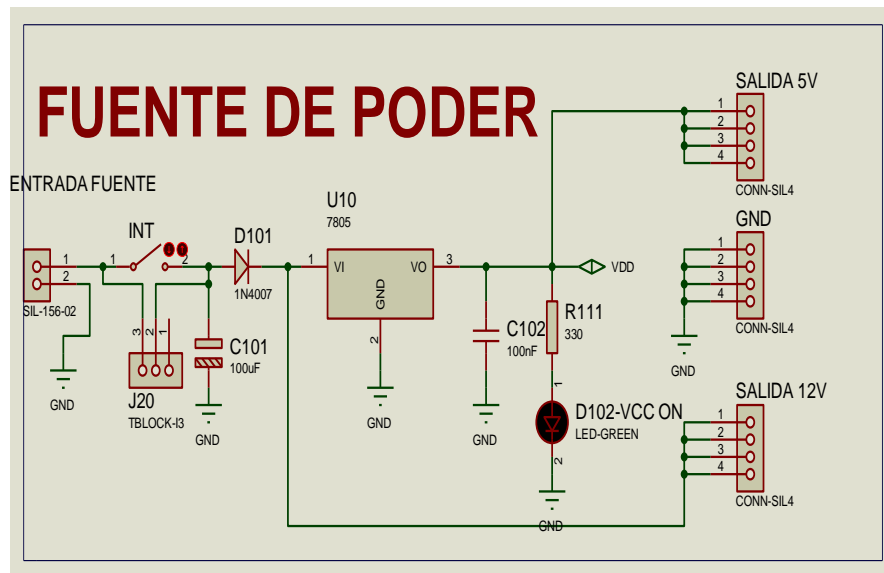 FUENTE DE PODER
SALIDA 5V
1
2
3
4
CONN-SIL4
ENTRADA FUENTE
1
2
SIL-156-02
GND
INT
1
2
3
2
1
J20
TBLOCK-I3
D101
1N4007
C101
100uF
GND
U10
7805
1
VI
VO
3
GND
2
GND
VDD
C102
100nF
GND
R111
330
1
D102-VCC ON
LED-GREEN
2
GND
GND
1
2
3
4
CONN-SIL4
GND
SALIDA 12V
1
2
3
4
CONN-SIL4